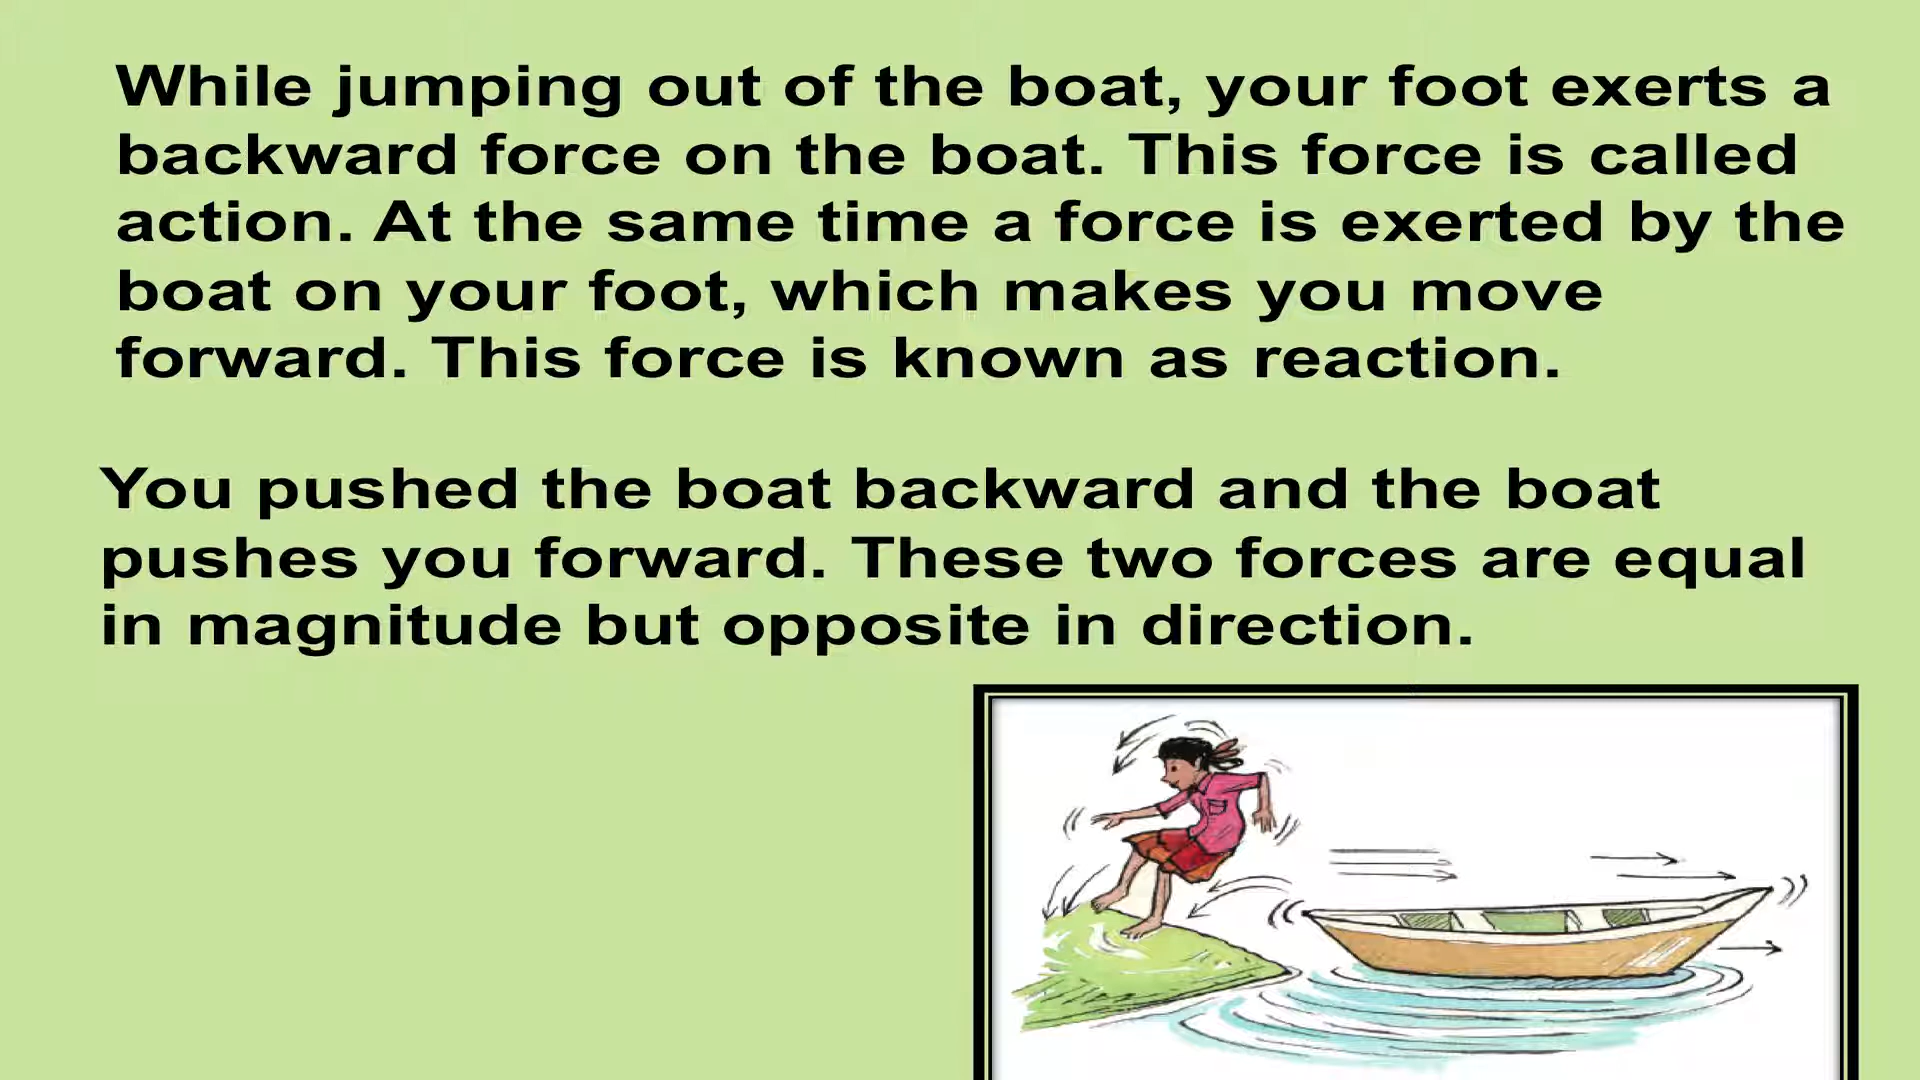 While jumping out of the boat, your foot exerts a
backward force on the boat. This force is called
action. At the same time a force is exerted by the
boat on your foot, which makes you move
forward. This force is known as reaction.
You pushed the boat backward and the boat
pushes you forward. These two forces are equal
in magnitude but opposite in direction.